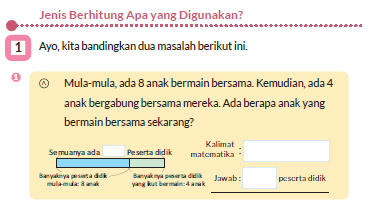 Jenis Berhitung Apa yang Digunakan?
1 Ayo, kita bandingkan dua masalah berikut ini.
1
A Mula-mula, ada 8 anak bermain bersama. Kemudian, ada 4
anak bergabung bersama mereka. Ada berapa anak yang
bermain bersama sekarang?
Semuanya ada Peserta didik
Banyaknya peserta didik
mula-mula: 8 anak
Banyaknya peserta didik
yang ikut bermain: 4 anak
Kalimat
matematika :
Jawab : peserta didik